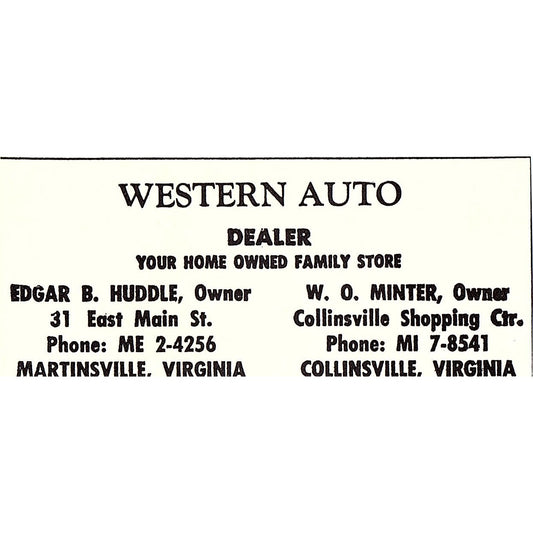 WESTERN AUTO
DEALER
YOUR HOME OWNED FAMILY STORE
EDGAR B. HUDDLE, Owner
31 East Main St.
Phone: ME 2-4256
MARTINSVILLE, VIRGINIA
W. O. MINTER, Owner
Collinsville Shopping Ctr.
Phone: MI 7-8541
COLLINSVILLE, VIRGINIA